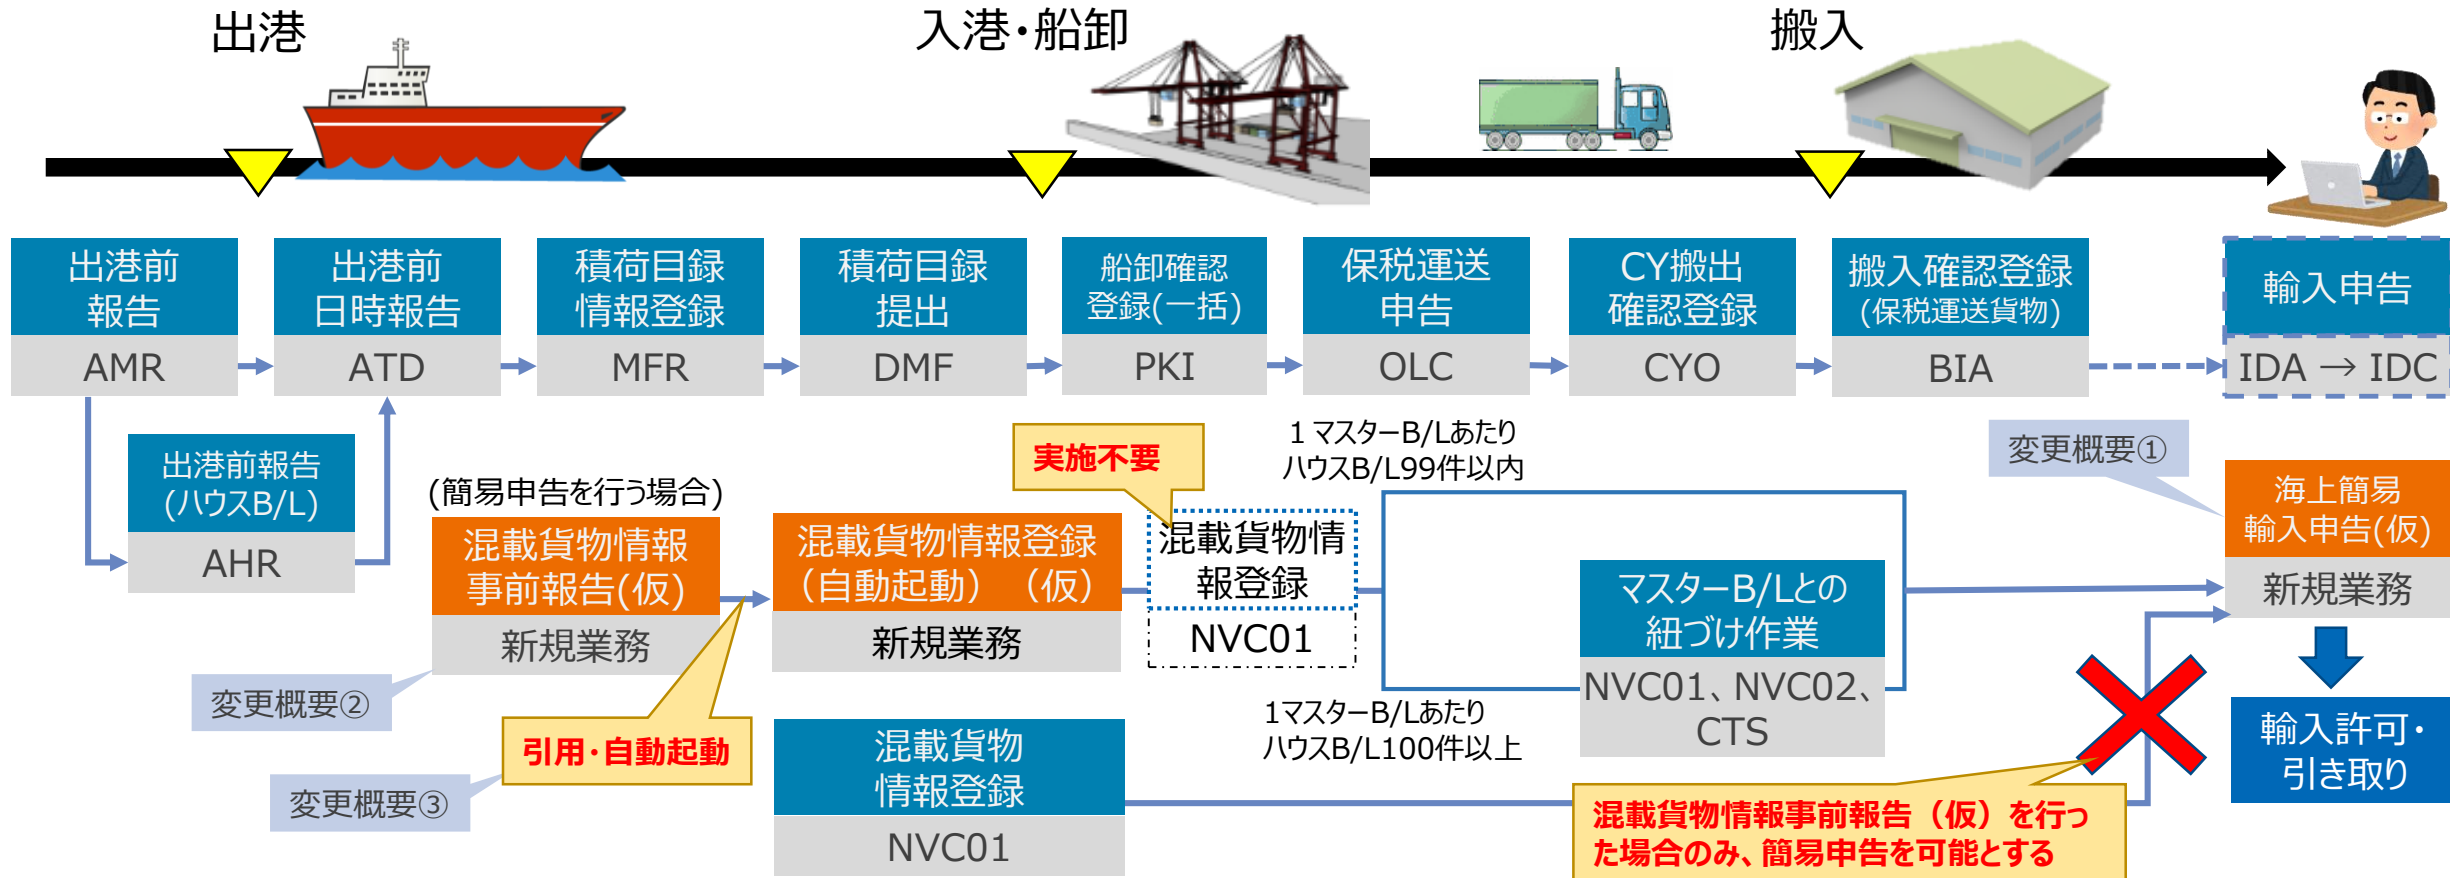 出港
入港・船卸
搬入
出港前
報告
AMR
出港前
日時報告
ATD
積荷目録
情報登録
MFR
積荷目録
提出
DMF
船卸確認
登録(一括)
PKI
保税運送
申告
OLC
CY搬出
確認登録
CYO
搬入確認登録
(保税運送貨物)
BIA
輸入申告
IDA → IDC
出港前報告
(ハウスB/L)
AHR
(簡易申告を行う場合)
混載貨物情報
事前報告(仮)
新規業務
変更概要②
引用・自動起動
変更概要③
混載貨物情報登録
（自動起動）（仮）
新規業務
実施不要
混載貨物情
報登録
NVC01
1 マスターB/Lあたり
ハウスB/L99件以内
マスターB/Lとの
紐づけ作業
NVC01、NVC02、
CTS
1マスターB/Lあたり
ハウスB/L100件以上
混載貨物
情報登録
NVC01
混載貨物情報事前報告（仮）を行っ
た場合のみ、簡易申告を可能とする
変更概要①
海上簡易
輸入申告(仮)
新規業務
輸入許可・
引き取り